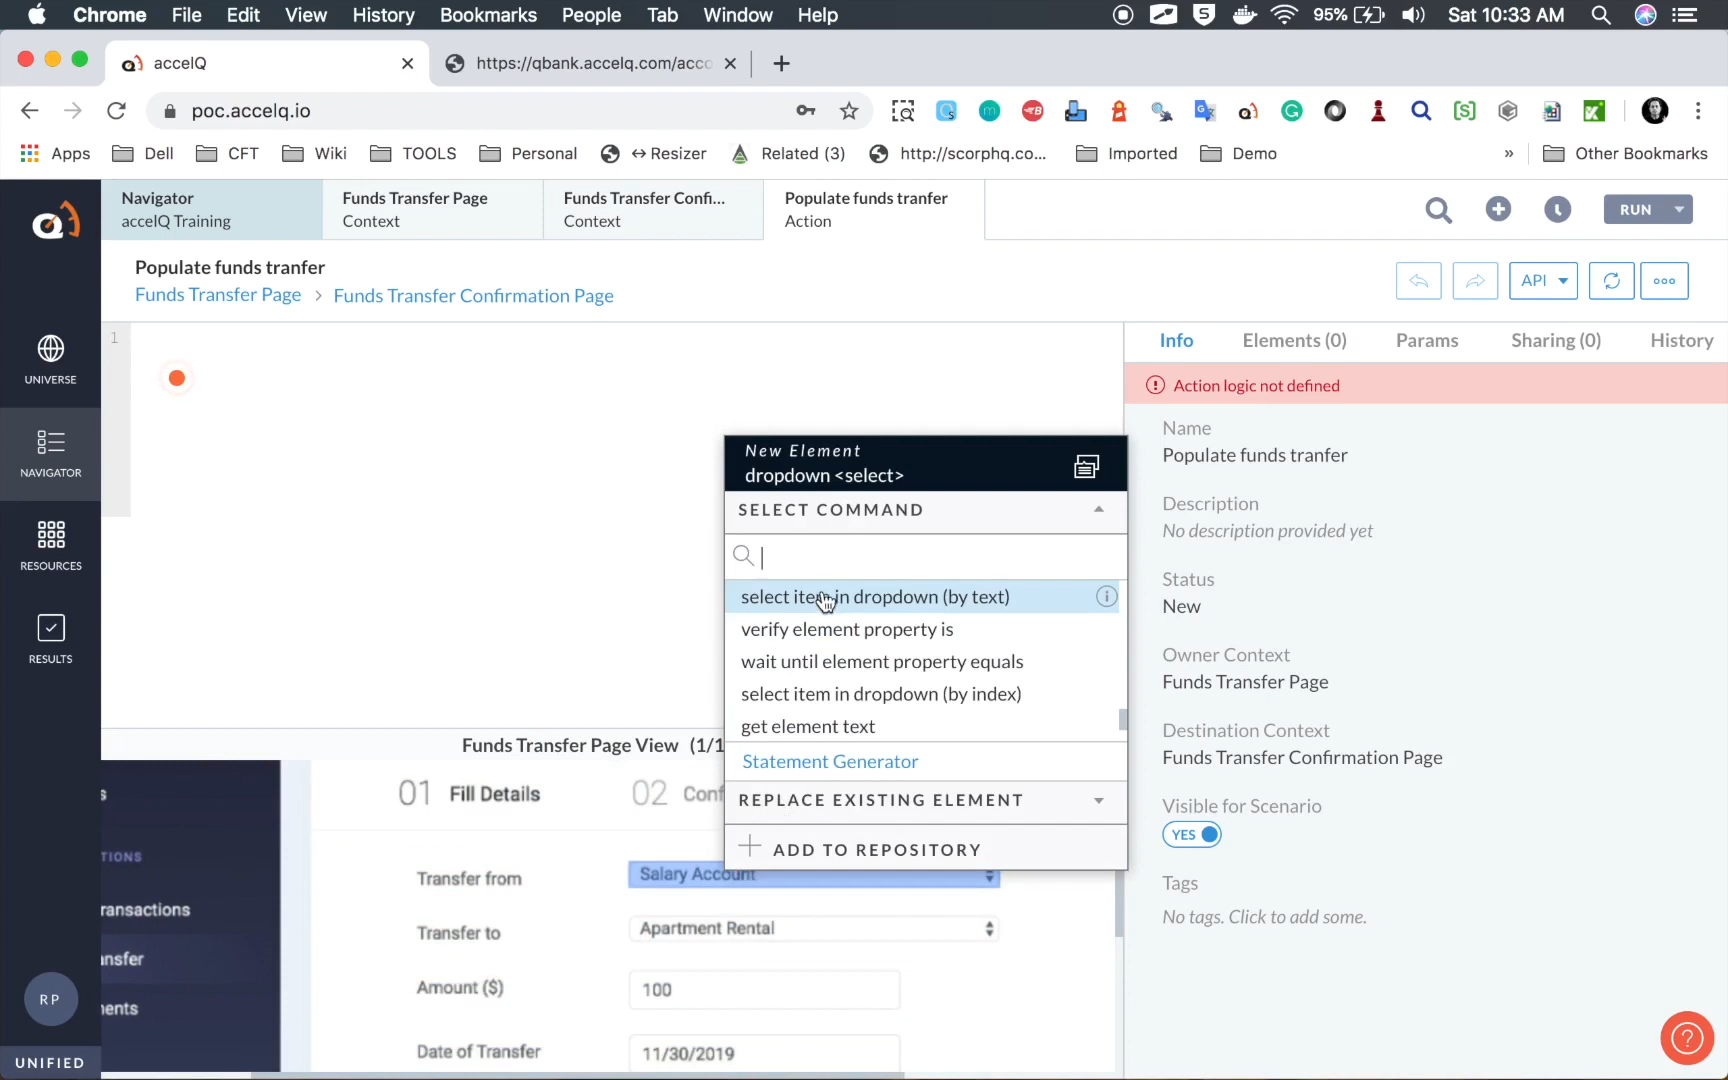 Chrome File Edit View History Bookmarks People Tab Window Help 95% Sat 10:33 AM
accelQ https://qbank.accelq.com/acco
poc.accelq.io
Apps Dell CFT Wiki TOOLS Personal ↔Resizer Related (3) http://scorphq.co... Imported Demo » Other Bookmarks
Navigator Funds Transfer Page Funds Transfer Confi... Populate funds tranfer
accelQ Training Context Context Action
RUN
Populate funds tranfer
Funds Transfer Page > Funds Transfer Confirmation Page
API
UNIVERSE
NAVIGATOR
RESOURCES
RESULTS
RP
UNIFIED
1
New Element
dropdown <select>
SELECT COMMAND
select item in dropdown (by text)
verify element property is
wait until element property equals
select item in dropdown (by index)
get element text
Statement Generator
REPLACE EXISTING ELEMENT
ADD TO REPOSITORY
Funds Transfer Page View (1/1
01 Fill Details 02 Conf
Transfer from Salary Account
Transfer to Apartment Rental
Amount ($) 100
Date of Transfer 11/30/2019
s
TIONS
ransactions
ansfer
nents
Info Elements (0) Params Sharing (0) History
Action logic not defined
Name
Populate funds tranfer
Description
No description provided yet
Status
New
Owner Context
Funds Transfer Page
Destination Context
Funds Transfer Confirmation Page
Visible for Scenario
YES
Tags
No tags. Click to add some.